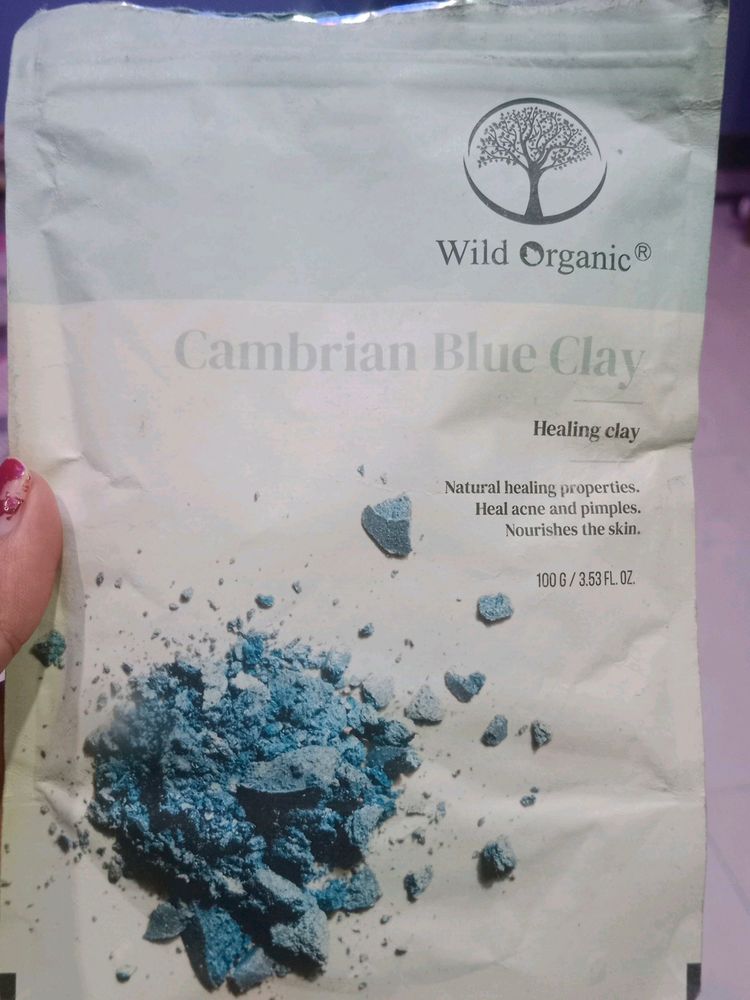 Wild Organic®
Cambrian Blue Clay
Healing clay
Natural healing properties.
Heal acne and pimples.
Nourishes the skin.
100 G / 3.53 FL. OZ.